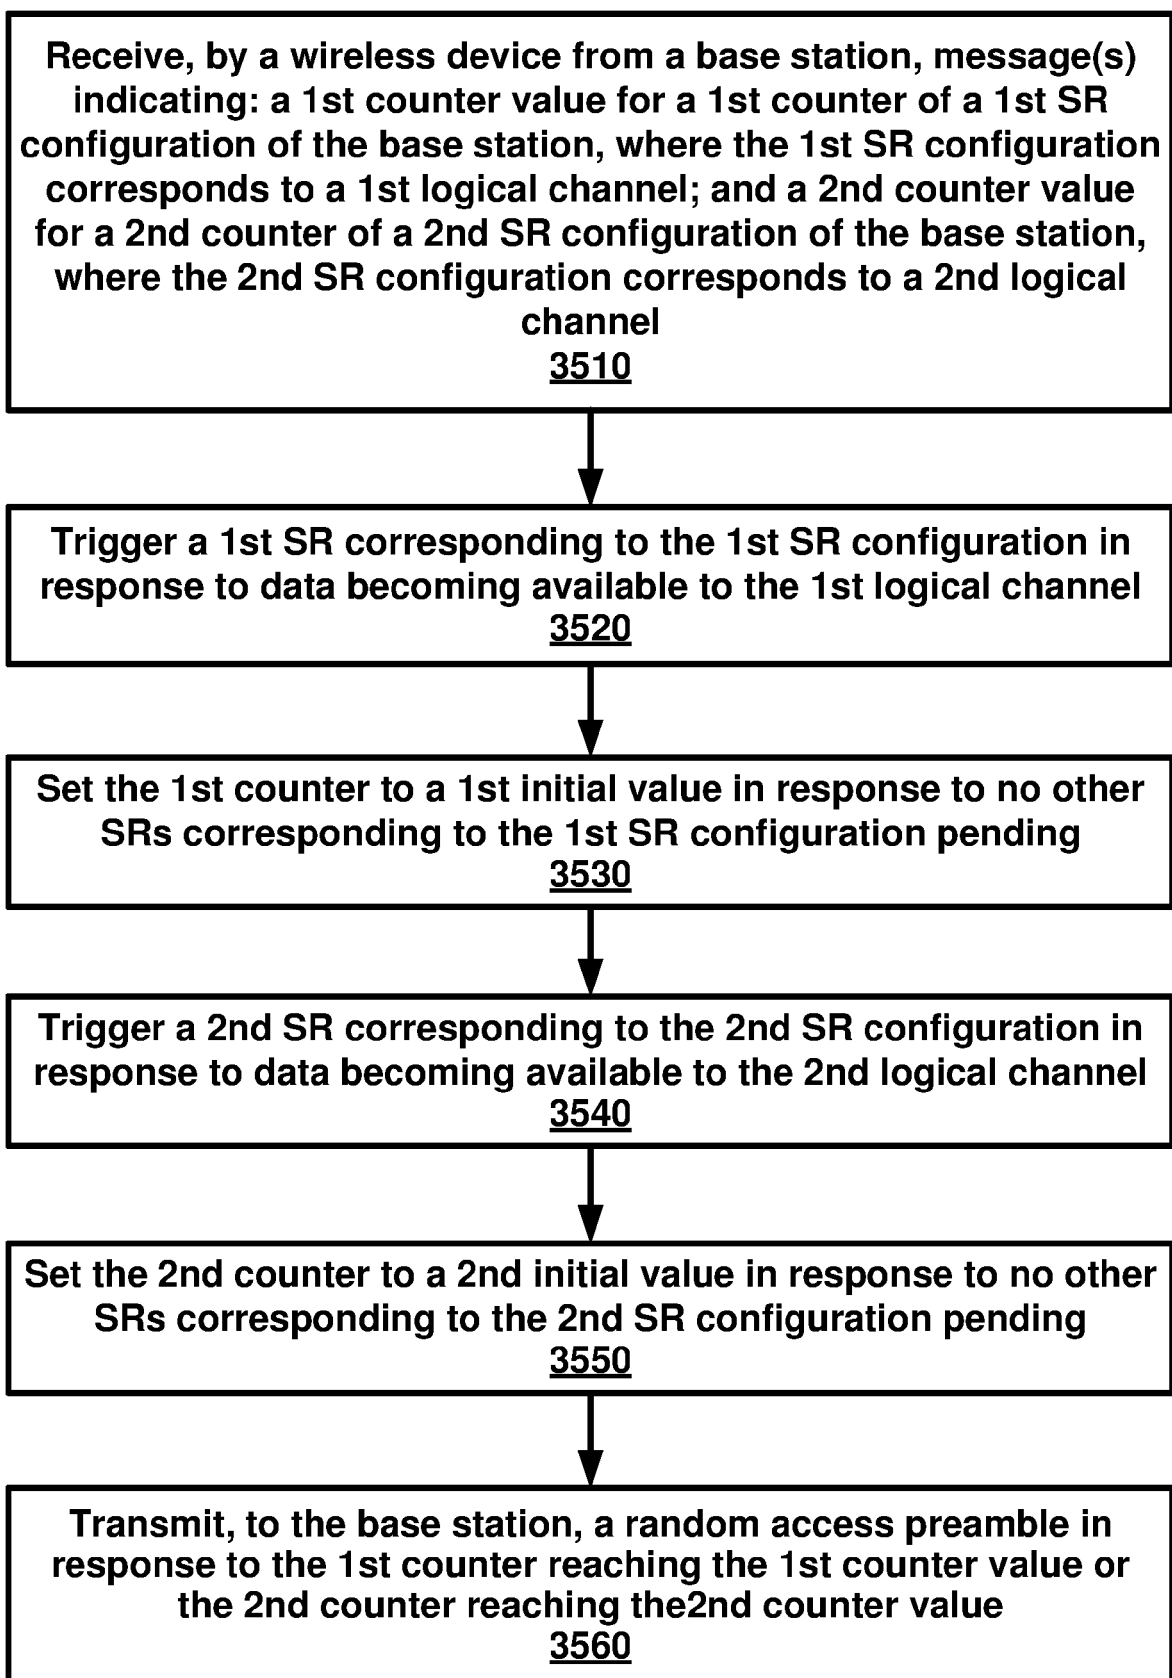 Receive, by a wireless device from a base station, message(s)
indicating: a 1st counter value for a 1st counter of a 1st SR
configuration of the base station, where the 1st SR configuration
corresponds to a 1st logical channel; and a 2nd counter value
for a 2nd counter of a 2nd SR configuration of the base station,
where the 2nd SR configuration corresponds to a 2nd logical
channel
3510
Trigger a 1st SR corresponding to the 1st SR configuration in
response to data becoming available to the 1st logical channel
3520
Set the 1st counter to a 1st initial value in response to no other
SRs corresponding to the 1st SR configuration pending
3530
Trigger a 2nd SR corresponding to the 2nd SR configuration in
response to data becoming available to the 2nd logical channel
3540
Set the 2nd counter to a 2nd initial value in response to no other
SRs corresponding to the 2nd SR configuration pending
3550
Transmit, to the base station, a random access preamble in
response to the 1st counter reaching the 1st counter value or
the 2nd counter reaching the2nd counter value
3560